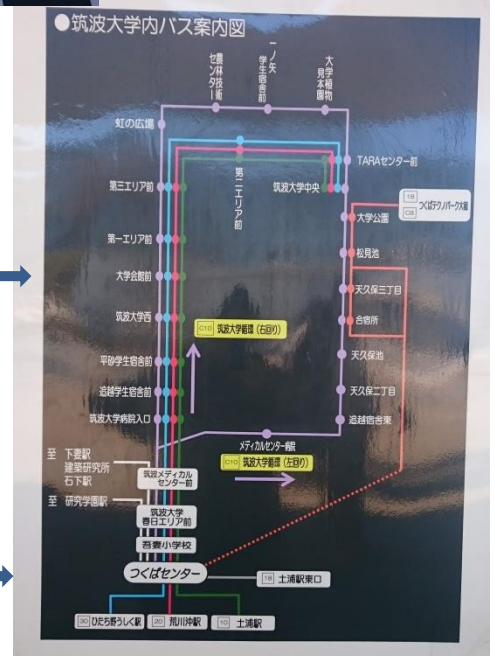 ●筑波大学内バス案内図
農林技術センター
一ノ矢学生宿舎前
大学植物見本園
虹の広場
TARAセンター前
第三エリア前
第二エリア前
筑波大学中央
18
C8
つくばテクノパーク大穂
大学公園
第一エリア前
松見池
大学会館前
天久保三丁目
筑波大学西
C10 筑波大学循環(右回り)
合宿所
平砂学生宿舎前
天久保池
追越学生宿舎前
天久保二丁目
筑波大学病院入口
追越宿舎東
メディカルセンター病院
C10 筑波大学循環(左回り)
至 下妻駅
建築研究所
石下駅
筑波メディカルセンター前
至 研究学園駅
筑波大学春日エリア前
吾妻小学校
つくばセンター
18 土浦駅東口
30 ひたち野うしく駅
20 荒川沖駅
10 土浦駅